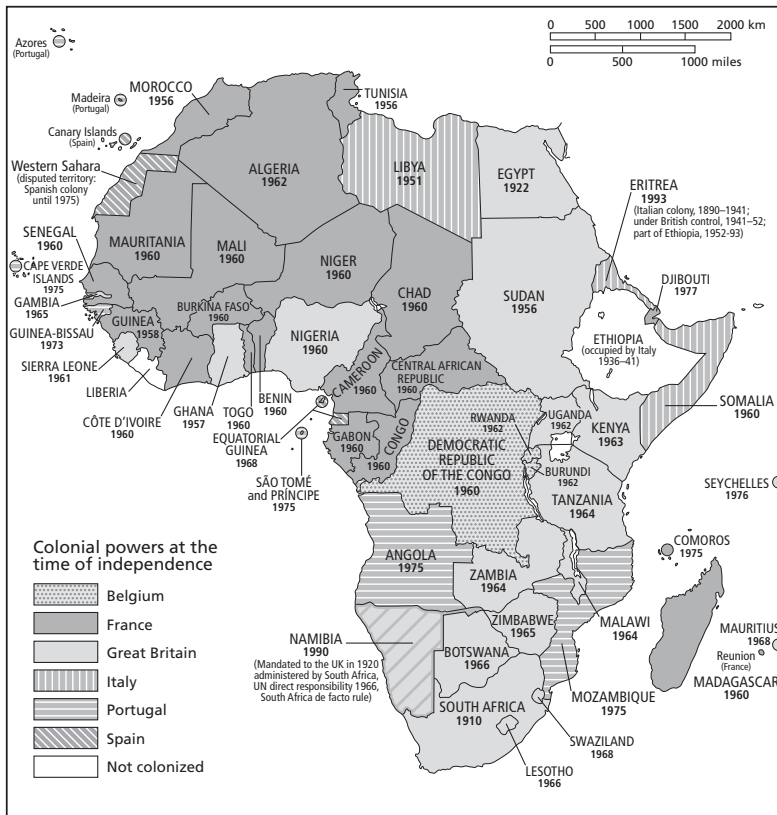 0 500 1000 1500 2000 km
0 500 1000 miles
Azores
(Portugal)
Madeira
(Portugal)
Canary Islands
(Spain)
MOROCCO
1956
TUNISIA
1956
Western Sahara
(disputed territory:
Spanish colony
until 1975)
ALGERIA
1962
LIBYA
1951
EGYPT
1922
ERITREA
1993
(Italian colony, 1890–1941;
under British control, 1941–52;
part of Ethiopia, 1952-93)
SENEGAL
1960
MAURITANIA
1960
MALI
1960
NIGER
1960
CHAD
1960
SUDAN
1956
DJIBOUTI
1977
CAPE VERDE
ISLANDS
1975
GAMBIA
1965
GUINEA-BISSAU
1973
GUINEA
1958
BURKINA FASO
1960
NIGERIA
1960
ETHIOPIA
(occupied by Italy
1936–41)
SIERRA LEONE
1961
LIBERIA
CÔTE D'IVOIRE
1960
GHANA
1957
TOGO
1960
BENIN
1960
CAMEROON
1960
CENTRAL AFRICAN
REPUBLIC
1960
SOMALIA
1960
EQUATORIAL
GUINEA
1968
GABON
1960
CONGO
1960
RWANDA
1962
UGANDA
1962
KENYA
1963
DEMOCRATIC
REPUBLIC
OF THE CONGO
1960
BURUNDI
1962
TANZANIA
1964
SÃO TOMÉ
and PRÍNCIPE
1975
SEYCHELLES
1976
COMOROS
1975
ANGOLA
1975
ZAMBIA
1964
MALAWI
1964
NAMIBIA
1990
(Mandated to the UK in 1920
administered by South Africa,
UN direct responsibility 1966,
South Africa de facto rule)
ZIMBABWE
1965
BOTSWANA
1966
MAURITIUS
1968
Reunion
(France)
MADAGASCAR
1960
MOZAMBIQUE
1975
SOUTH AFRICA
1910
SWAZILAND
1968
LESOTHO
1966
Colonial powers at the
time of independence
Belgium
France
Great Britain
Italy
Portugal
Spain
Not colonized